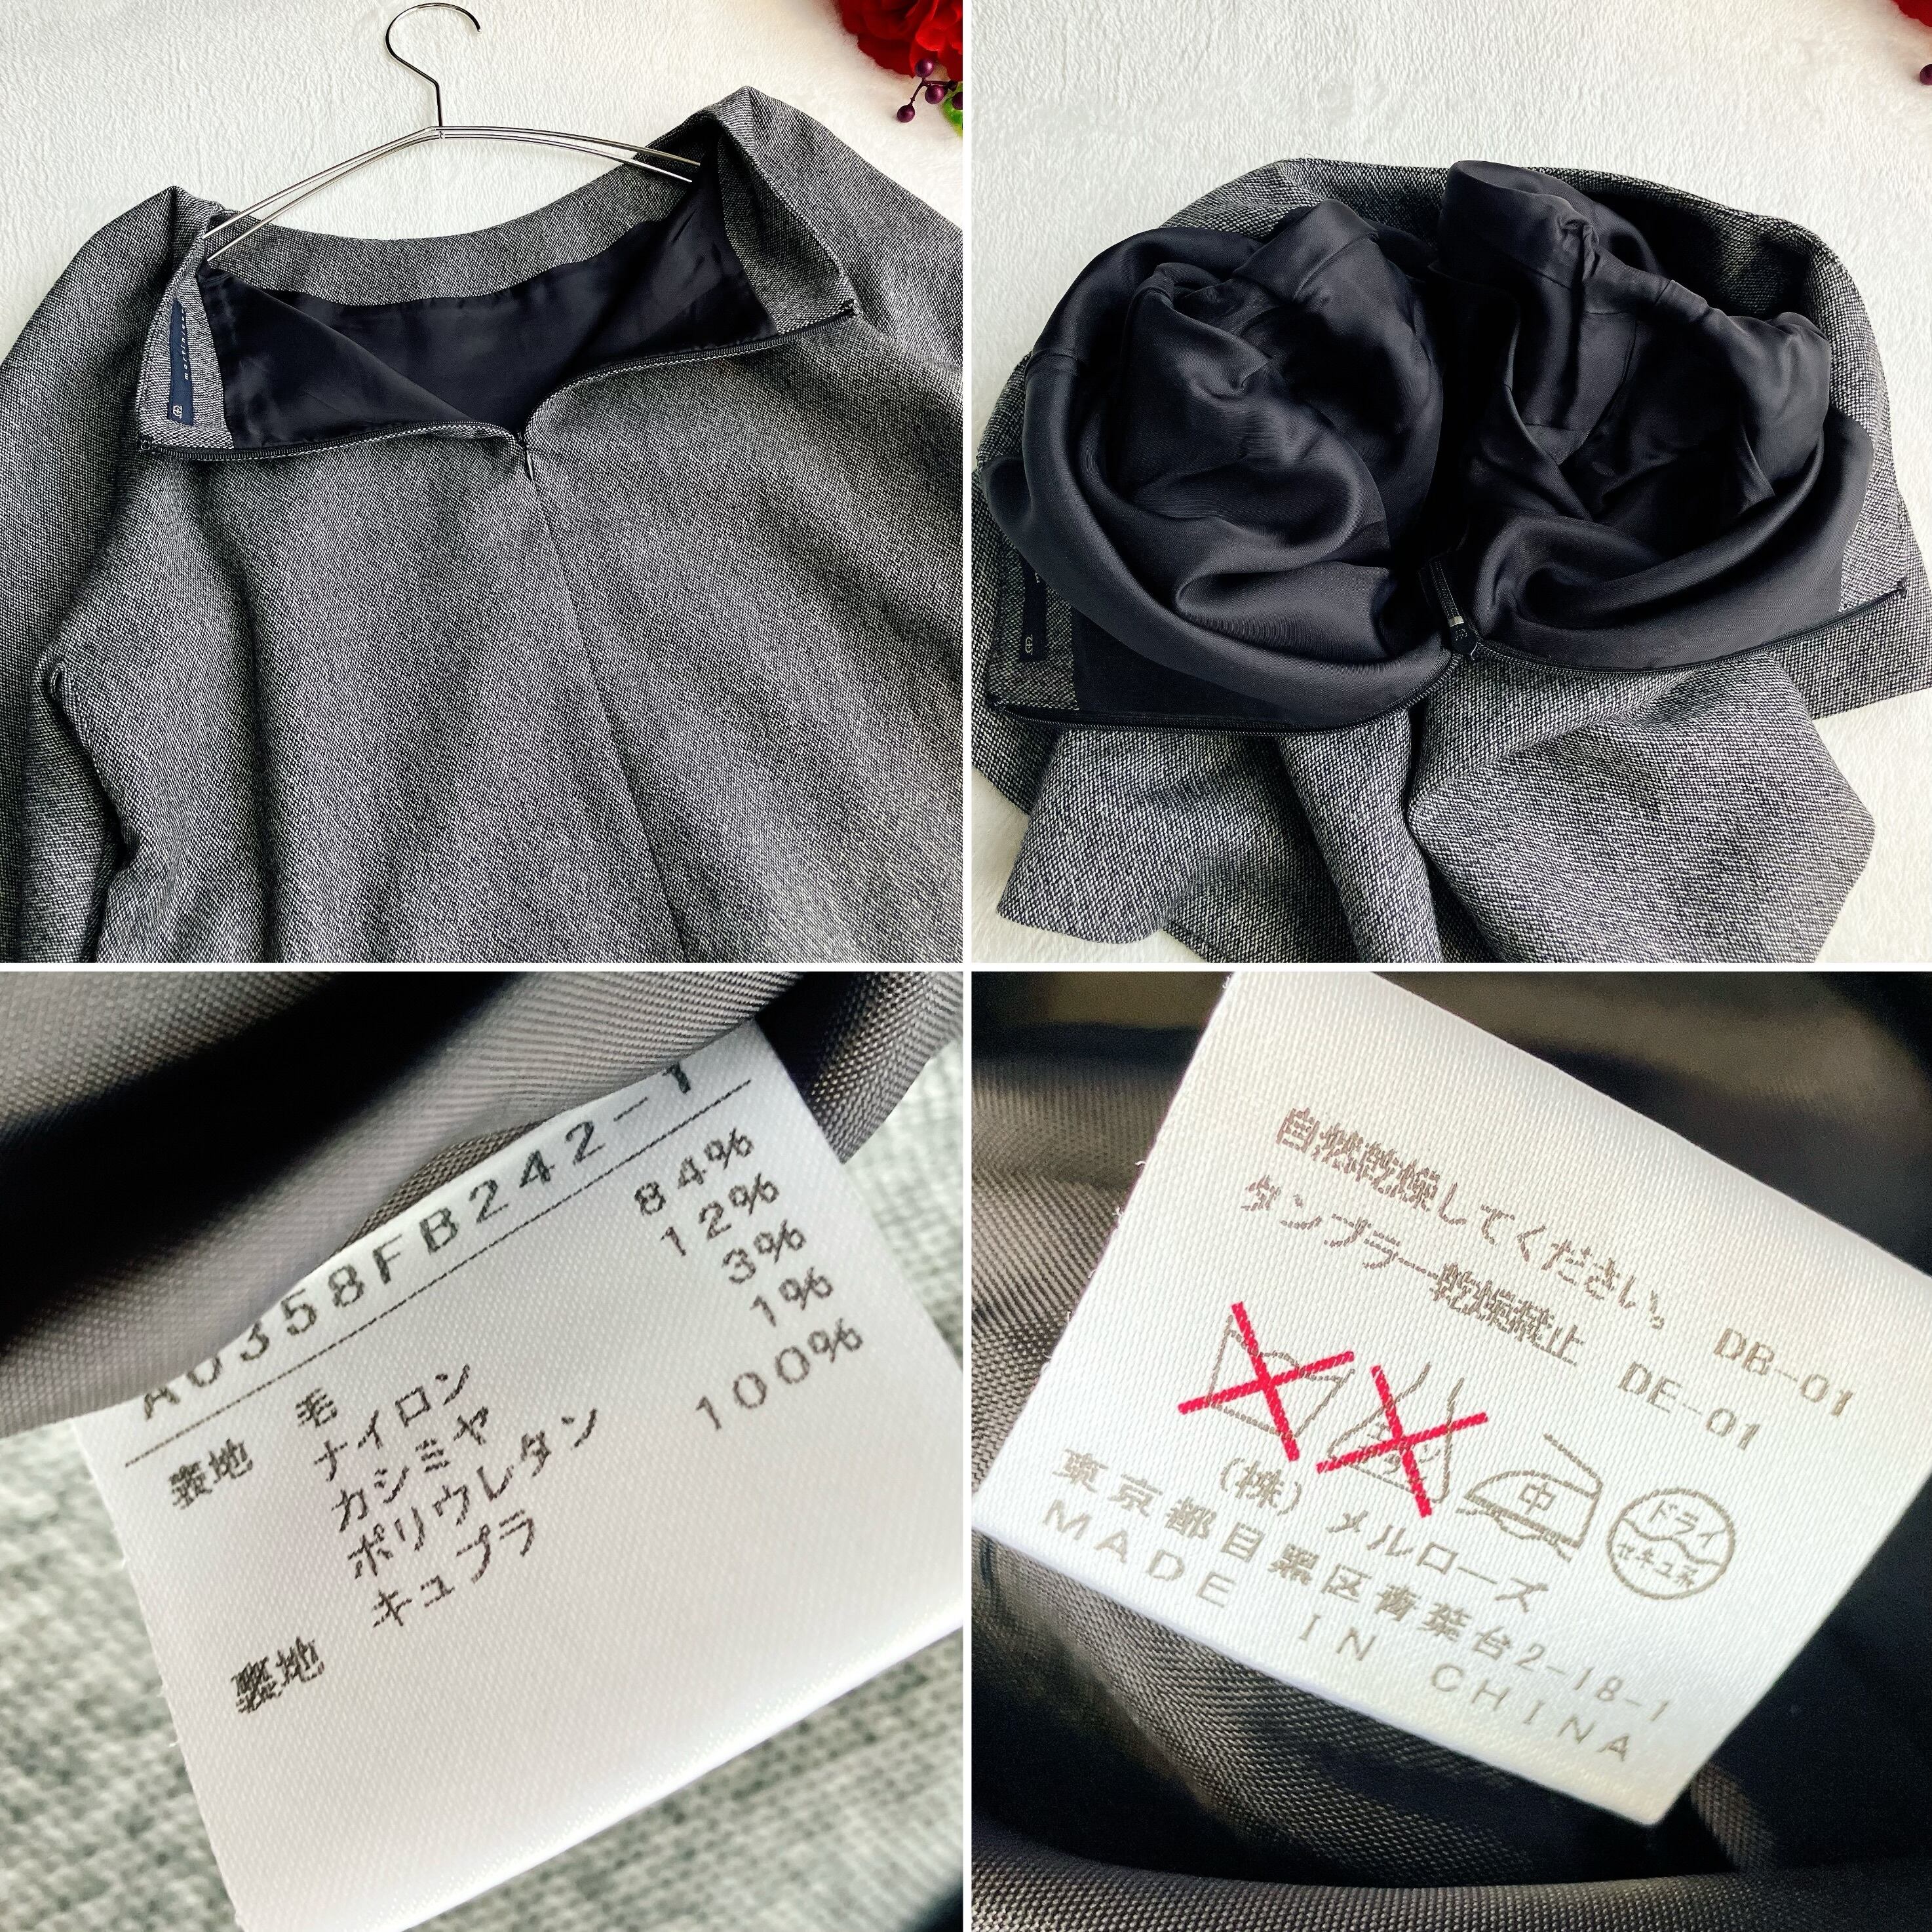 A0358FB242-1
表地 毛 84%
ナイロン 12%
カシミヤ 3%
ポリウレタン 1%
裏地 キュプラ 100%
自然乾燥してください。 DB-01
タンブラー乾燥禁止 DE-01
中
ドライ
セキユ系
(株)メルローズ
東京都目黒区青葉台2-18-1
MADE IN CHINA